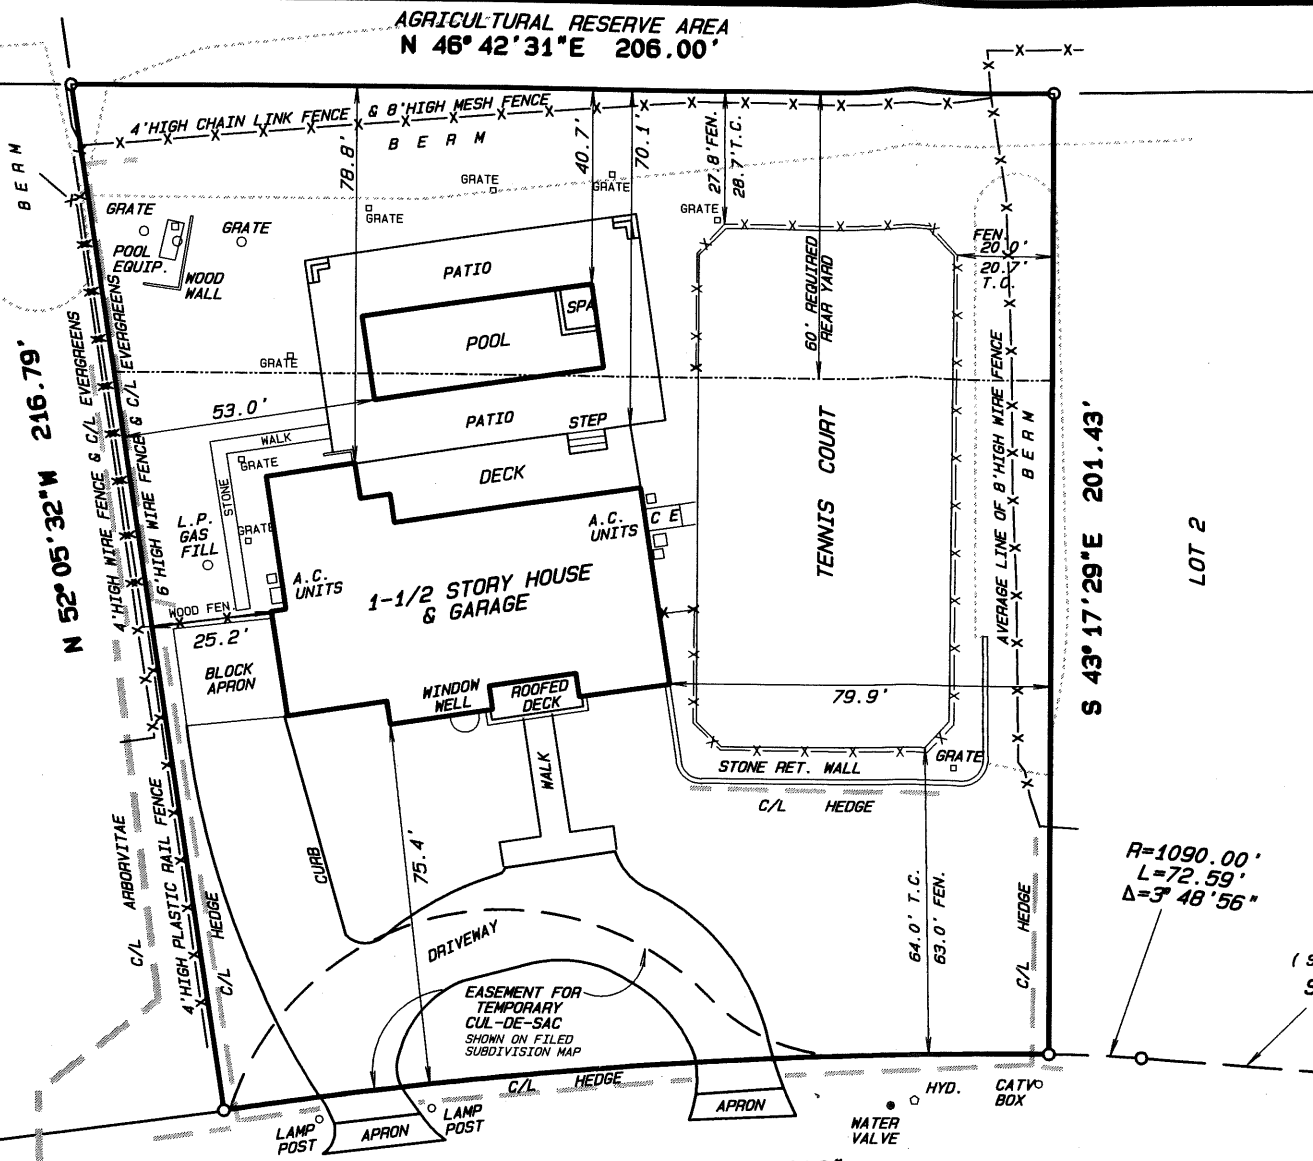 AGRICULTURAL RESERVE AREA
N 46°42'31"E 206.00'
4'HIGH CHAIN LINK FENCE & 8'HIGH MESH FENCE
B E R M
B E R M
78.8'
40.7'
70.1'
27.8'FEN.
28.7'T.C.
GRATE
GRATE
GRATE
GRATE
GRATE
GRATE
POOL
EQUIP.
WOOD
WALL
PATIO
SPA
POOL
60' REQUIRED
REAR YARD
FEN.
20.0'
20.7'
T.C.
GRATE
53.0'
PATIO
STEP
WALK
GRATE
DECK
STONE
L.P.
GAS
FILL
GRATE
A.C.
UNITS
A.C.
UNITS
C E
1-1/2 STORY HOUSE
& GARAGE
TENNIS COURT
N 52°05'32"W 216.79'
4'HIGH WIRE FENCE & C/L EVERGREENS
6'HIGH WIRE FENCE & C/L EVERGREENS
AVERAGE LINE OF 8'HIGH WIRE FENCE
B E R M
S 43°17'29"E 201.43'
LOT 2
WOOD FEN.
25.2'
BLOCK
APRON
WINDOW
WELL
ROOFED
DECK
79.9'
STONE RET. WALL
GRATE
C/L HEDGE
WALK
CURB
75.4'
C/L ARBORVITAE
4'HIGH PLASTIC RAIL FENCE
C/L HEDGE
DRIVEWAY
64.0' T.C.
63.0' FEN.
C/L HEDGE
R=1090.00'
L=72.59'
Δ=3°48'56"
(S
S
EASEMENT FOR
TEMPORARY
CUL-DE-SAC
SHOWN ON FILED
SUBDIVISION MAP
C/L HEDGE
LAMP
POST
APRON
LAMP
POST
APRON
WATER
VALVE
HYD.
CATV
BOX